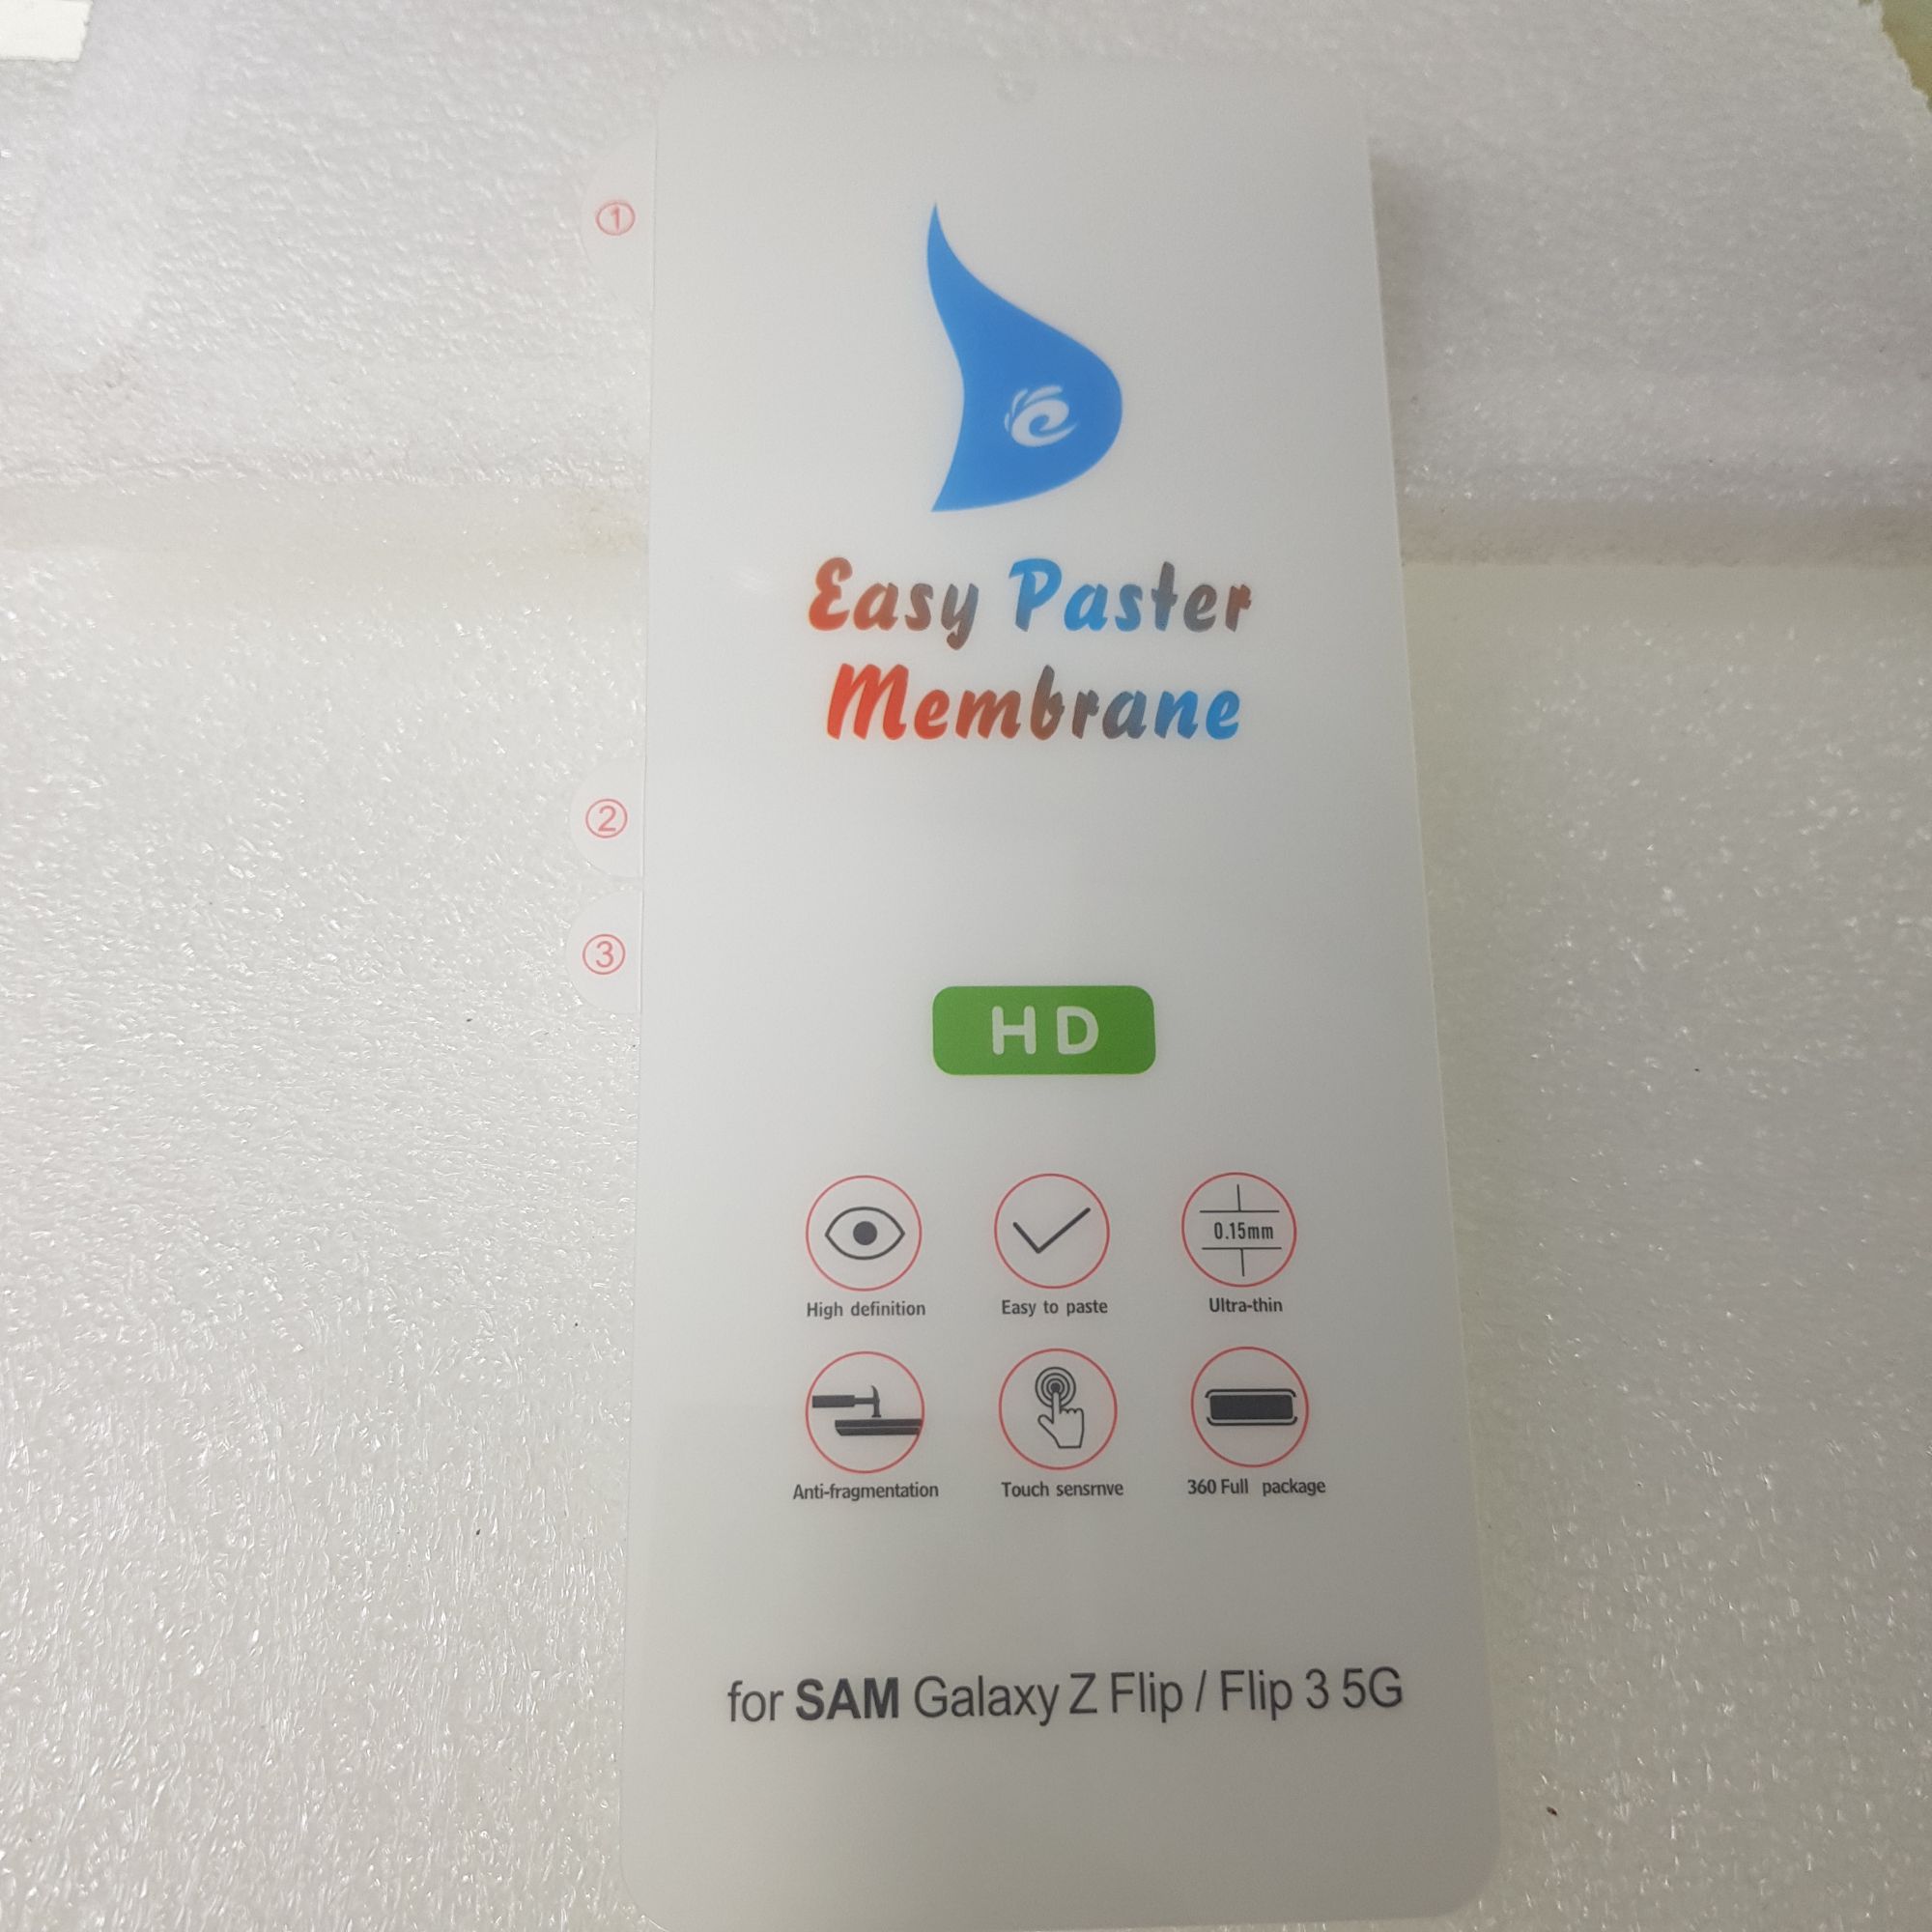 ①
e
Easy Paster
Membrane
②
③
HD
0.15mm
High definition
Easy to paste
Ultra-thin
Anti-fragmentation
Touch sensrnve
360 Full package
for SAM Galaxy Z Flip / Flip 3 5G